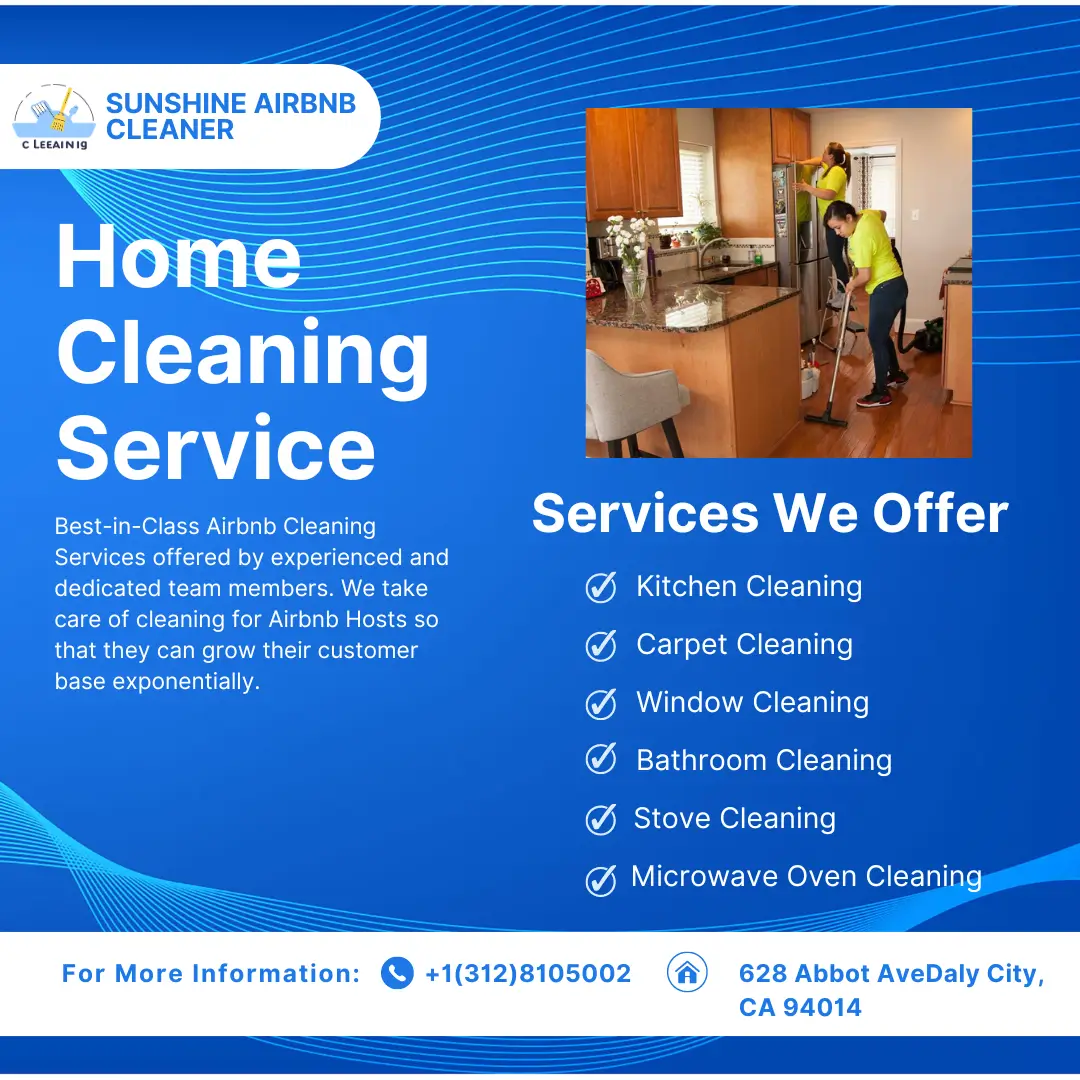 SUNSHINE AIRBNB
CLEANER
C LEEAINIg
Home
Cleaning
Service
Best-in-Class Airbnb Cleaning
Services offered by experienced and
dedicated team members. We take
care of cleaning for Airbnb Hosts so
that they can grow their customer
base exponentially.
Services We Offer
Kitchen Cleaning
Carpet Cleaning
Window Cleaning
Bathroom Cleaning
Stove Cleaning
Microwave Oven Cleaning
For More Information: +1(312)8105002
628 Abbot AveDaly City,
CA 94014